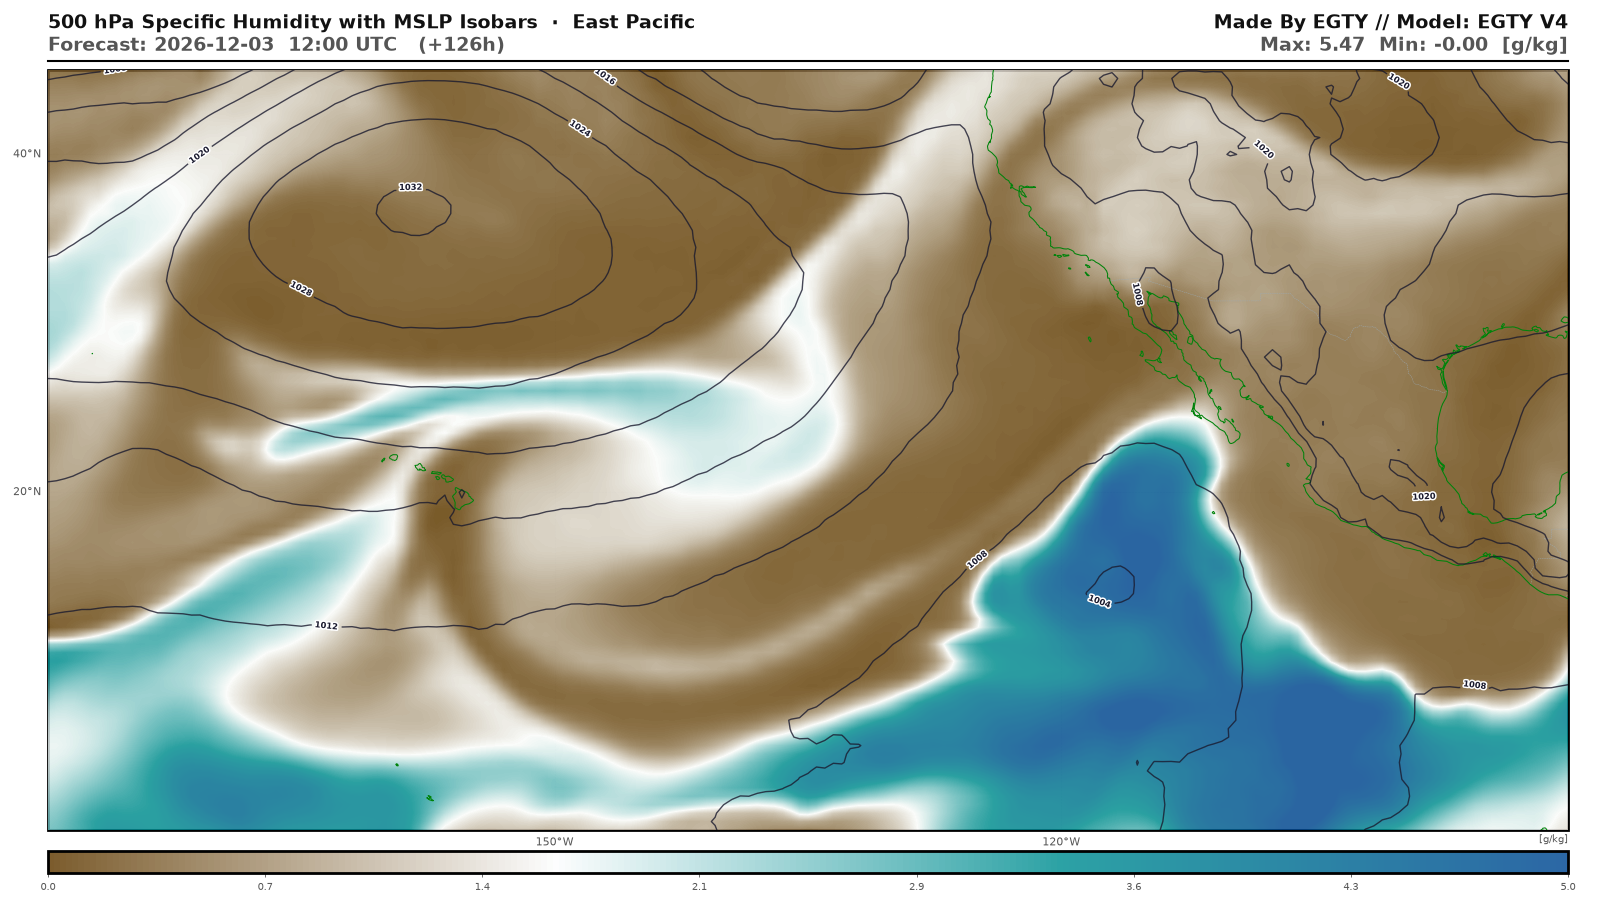 500 hPa Specific Humidity with MSLP Isobars · East Pacific
Made By EGTY // Model: EGTY V4
Forecast: 2026-12-03 12:00 UTC (+126h)
Max: 5.47 Min: -0.00 [g/kg]
1016
1020
1024
1020
1020
40°N
1032
1028
1008
20°N
1020
1008
1004
1012
1008
150°W
120°W
[g/kg]
0.0
0.7
1.4
2.1
2.9
3.6
4.3
5.0